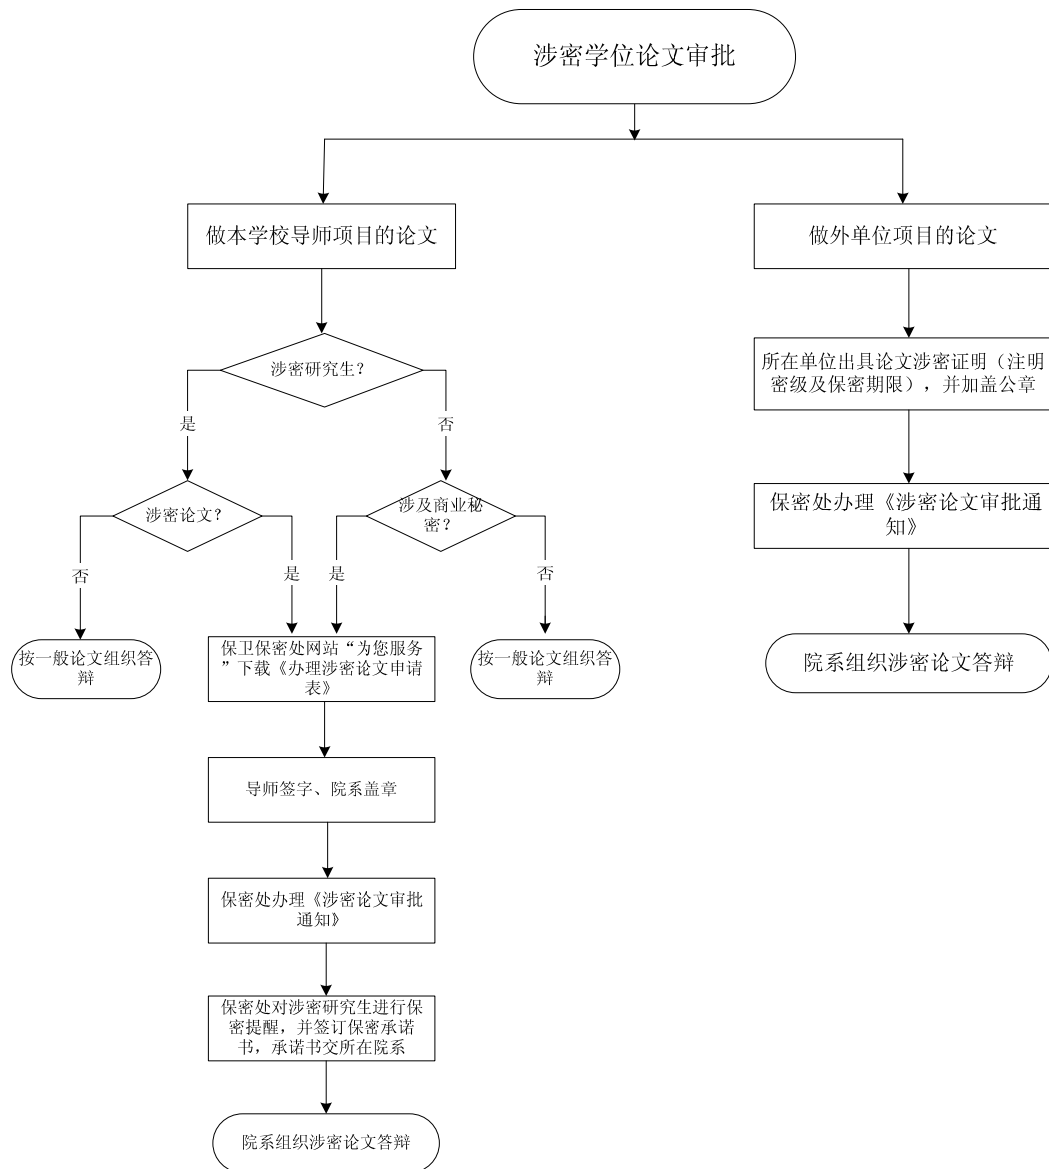 涉密学位论文审批
做本学校导师项目的论文
做外单位项目的论文
涉密研究生?
所在单位出具论文涉密证明（注明
密级及保密期限），并加盖公章
是
否
涉密论文?
涉及商业秘
密?
保密处办理《涉密论文审批通
知》
否
是
是
否
按一般论文组织答
辩
保卫保密处网站“为您服务
”下载《办理涉密论文申请
表》
按一般论文组织答
辩
院系组织涉密论文答辩
导师签字、院系盖章
保密处办理《涉密论文审批
通知》
保密处对涉密研究生进行保
密提醒，并签订保密承诺
书，承诺书交所在院系
院系组织涉密论文答辩